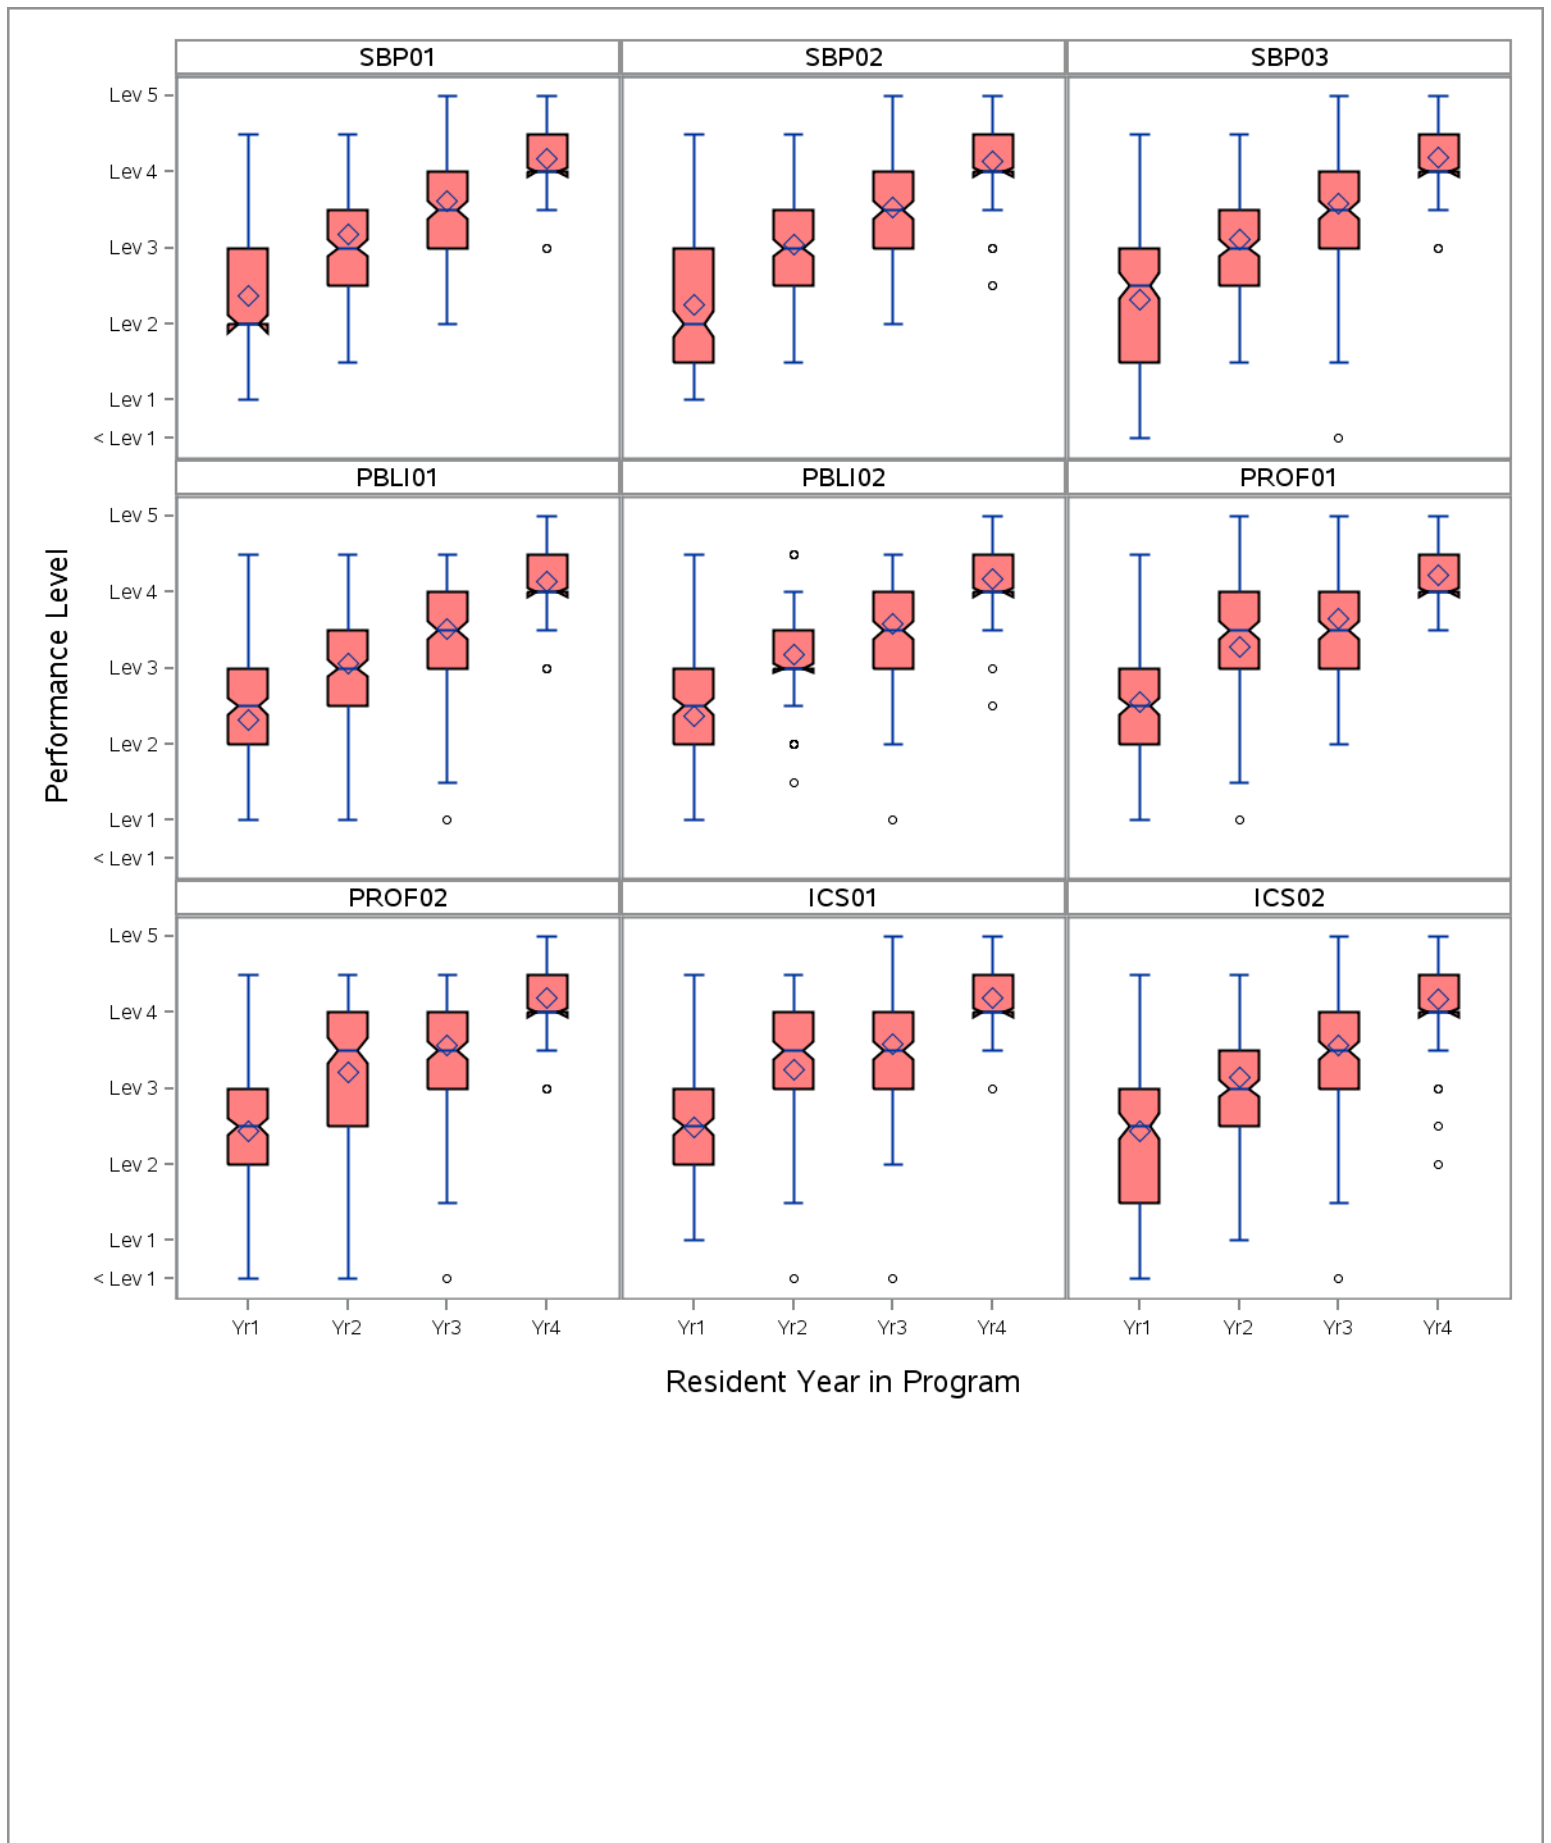 SBP01 SBP02 SBP03
Lev 5
Lev 4
Lev 3
Lev 2
Lev 1
< Lev 1
PBLI01 PBLI02 PROF01
Lev 5
Lev 4
Lev 3
Lev 2
Lev 1
< Lev 1
Performance Level
PROF02 ICS01 ICS02
Lev 5
Lev 4
Lev 3
Lev 2
Lev 1
< Lev 1
Yr1 Yr2 Yr3 Yr4 Yr1 Yr2 Yr3 Yr4 Yr1 Yr2 Yr3 Yr4
Resident Year in Program